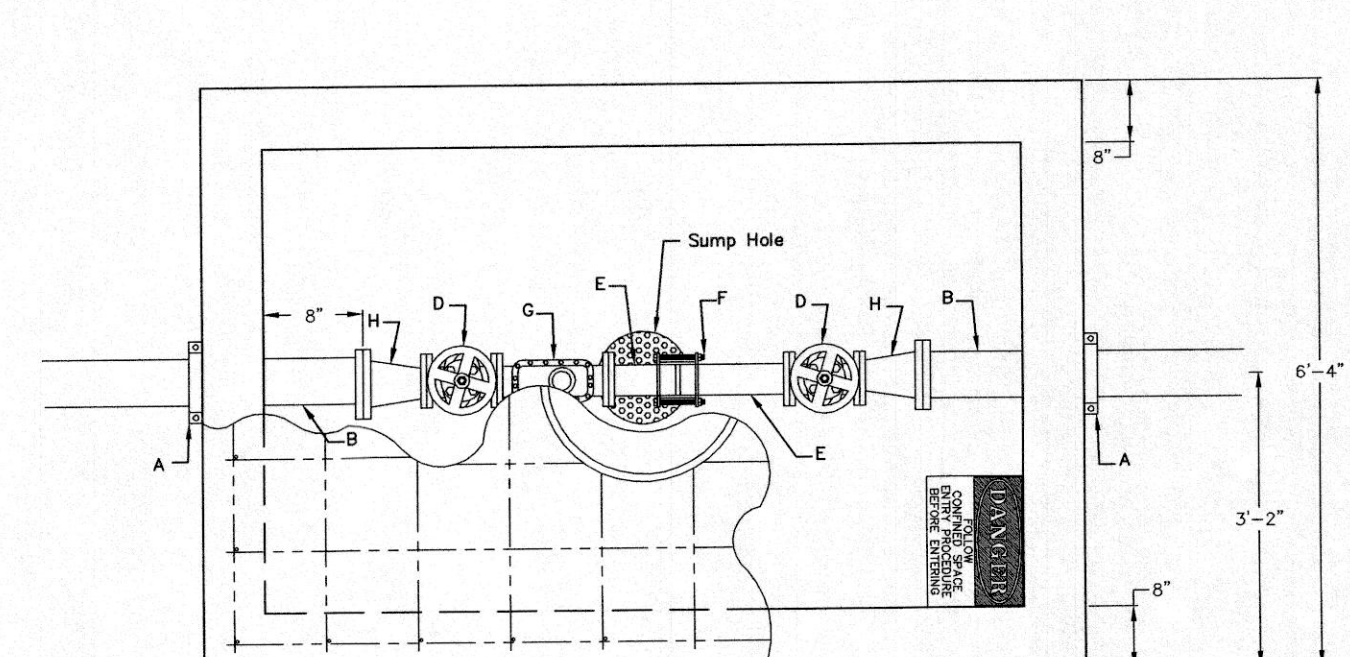 8"
Sump Hole
E
F
D
G
D
H
B
8"
H
6'-4"
B
A
E
A
3'-2"
DANGER
FOLLOW
CONFINED SPACE
ENTRY PROCEDURE
BEFORE ENTERING
8"